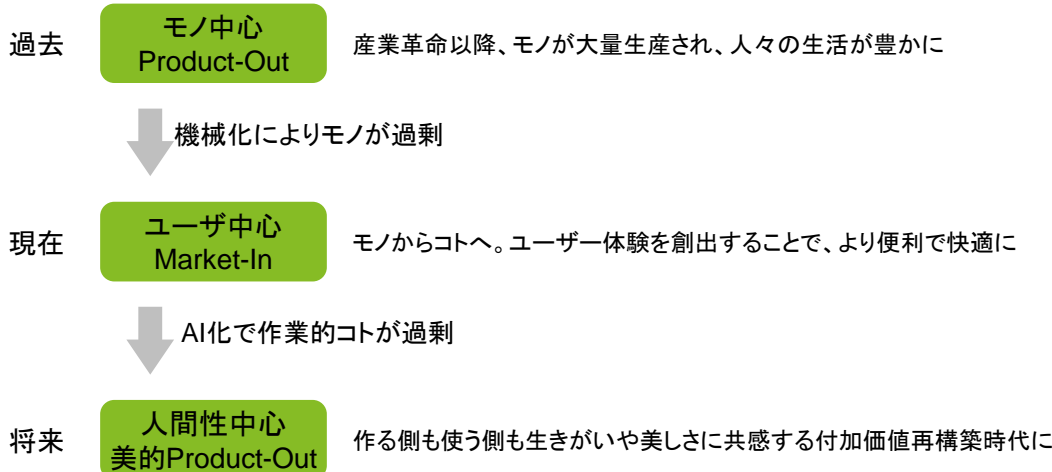 過去
モノ中心
Product-Out
産業革命以降、モノが大量生産され、人々の生活が豊かに
機械化によりモノが過剰
現在
ユーザ中心
Market-In
モノからコトへ。ユーザー体験を創出することで、より便利で快適に
AI化で作業的コトが過剰
将来
人間性中心
美的Product-Out
作る側も使う側も生きがいや美しさに共感する付加価値再構築時代に